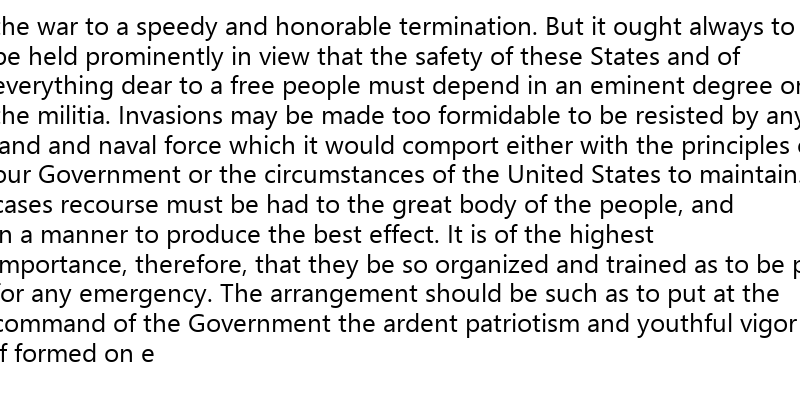 the war to a speedy and honorable termination. But it ought always to
be held prominently in view that the safety of these States and of
everything dear to a free people must depend in an eminent degree on
the militia. Invasions may be made too formidable to be resisted by any
land and naval force which it would comport either with the principles
our Government or the circumstances of the United States to maintain.
cases recourse must be had to the great body of the people, and
in a manner to produce the best effect. It is of the highest
importance, therefore, that they be so organized and trained as to be
for any emergency. The arrangement should be such as to put at the
command of the Government the ardent patriotism and youthful vigor
If formed on e